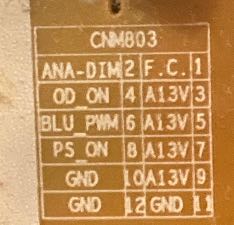 CNM803
ANA-DIM 2 F.C. 1
OD_ON 4 A13V 3
BLU_PWM 6 A13V 5
PS_ON 8 A13V 7
GND 10 A13V 9
GND 12 GND 11